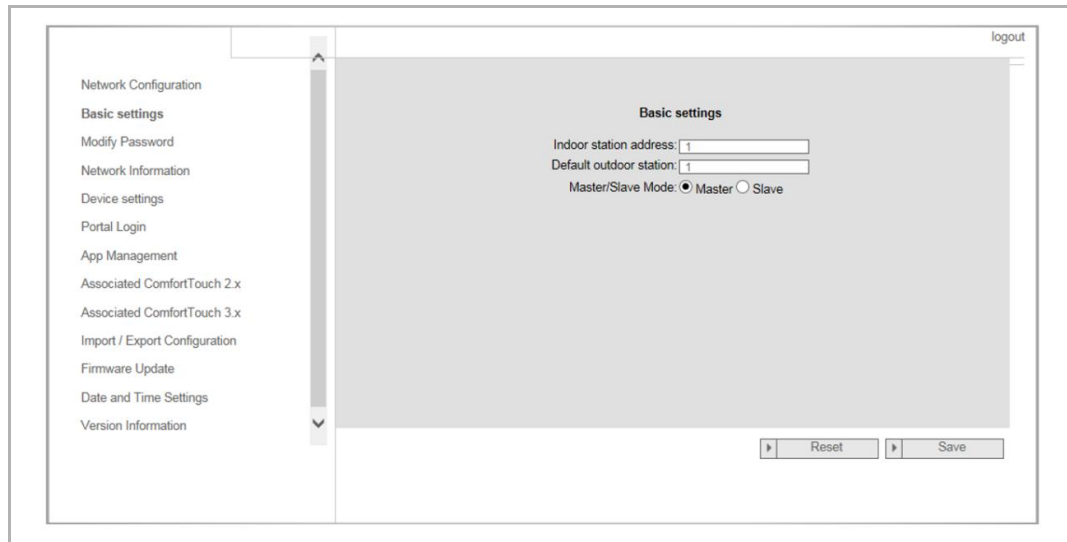 logout
Network Configuration
Basic settings
Modify Password
Network Information
Device settings
Portal Login
App Management
Associated ComfortTouch 2.x
Associated ComfortTouch 3.x
Import / Export Configuration
Firmware Update
Date and Time Settings
Version Information
Basic settings
Indoor station address: 1
Default outdoor station: 1
Master/Slave Mode: Master Slave
Reset Save